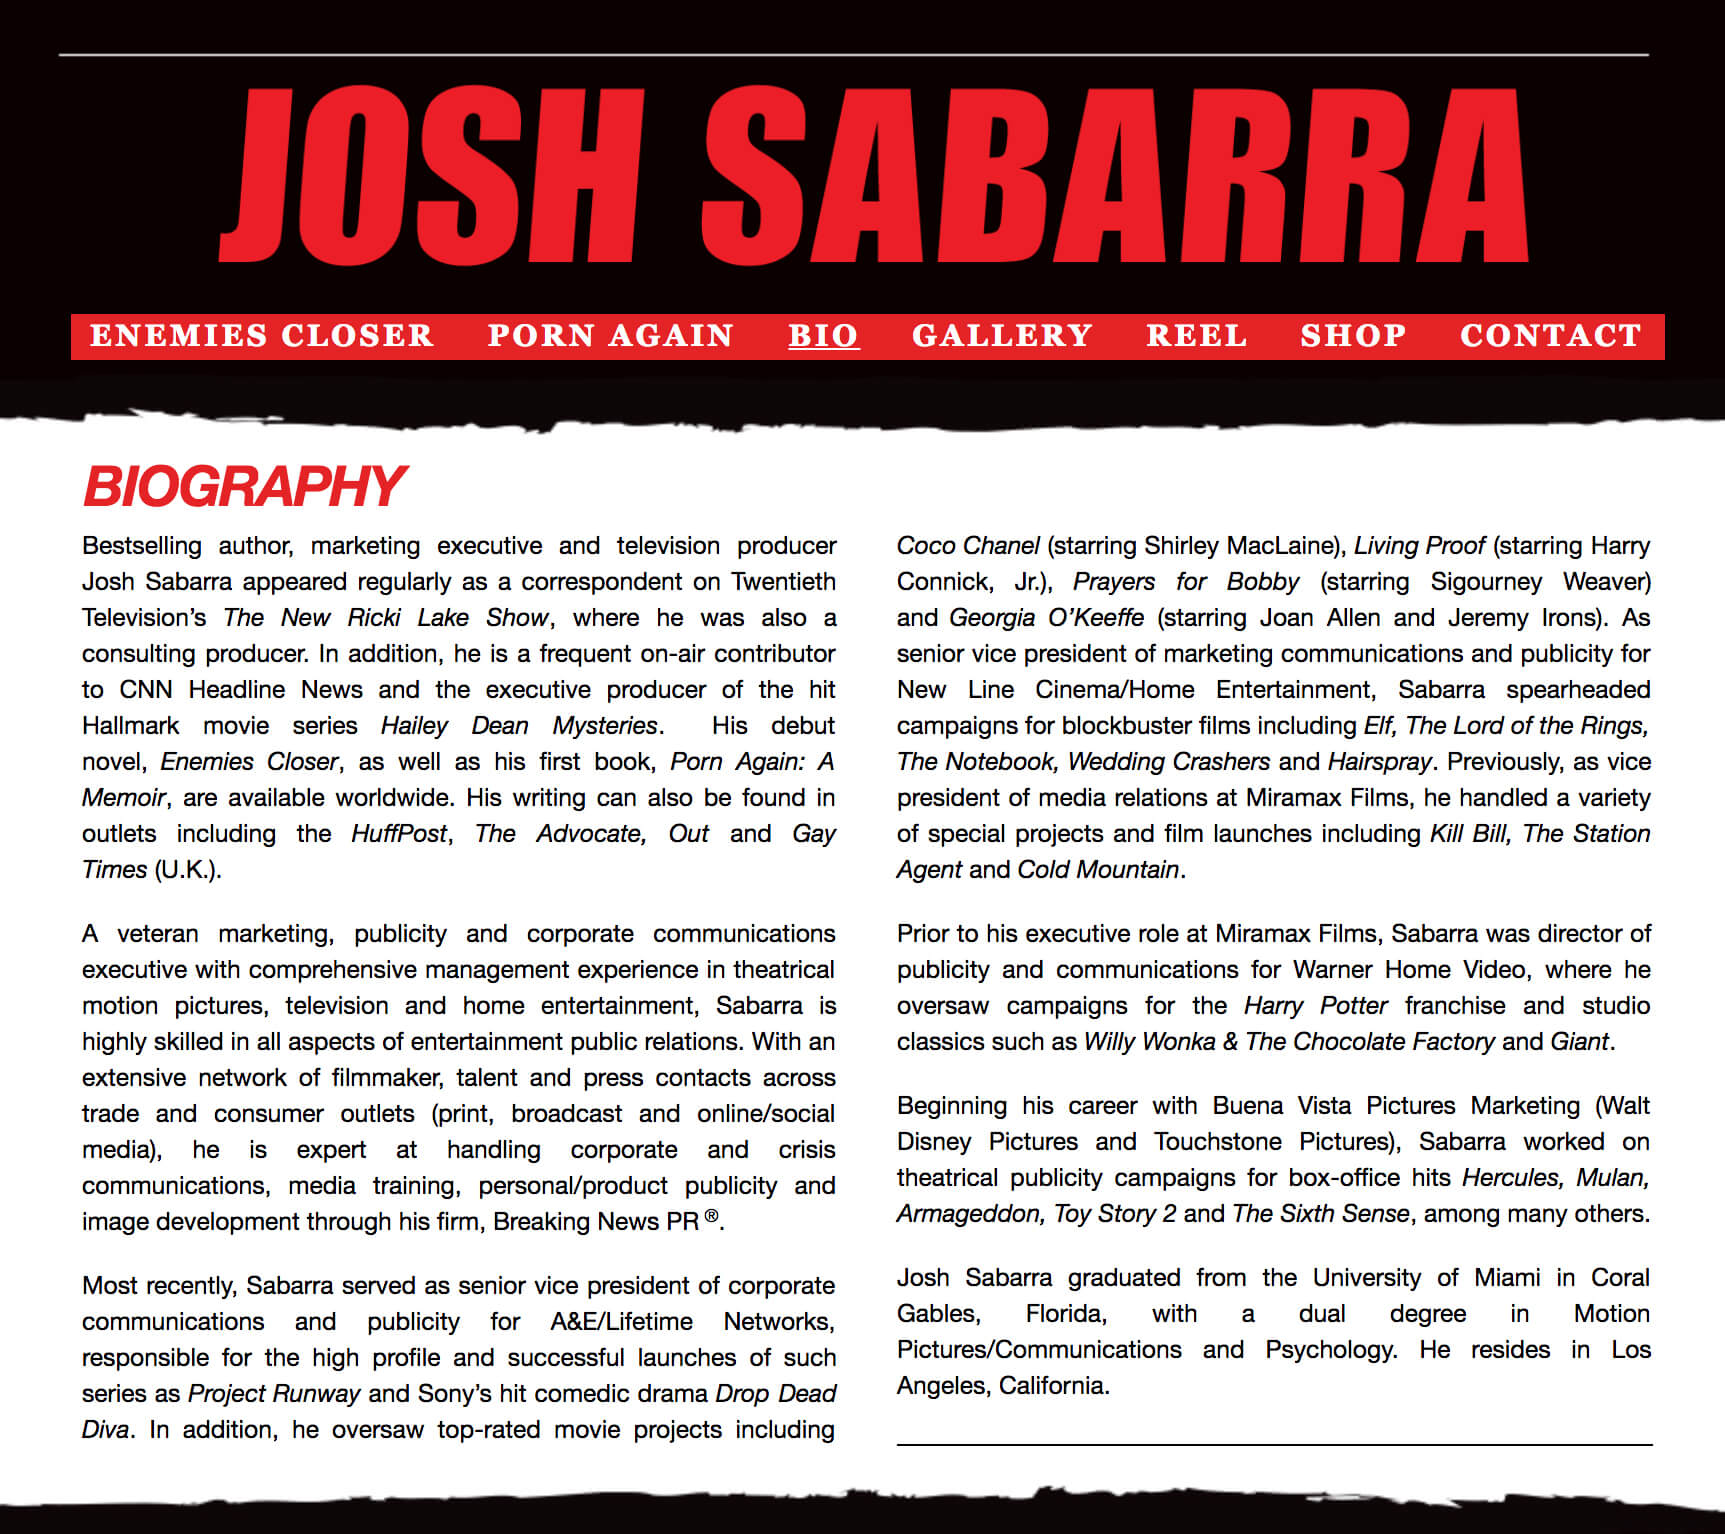 JOSH SABARRA
ENEMIES CLOSER PORN AGAIN BIO GALLERY REEL SHOP CONTACT
BIOGRAPHY
Bestselling author, marketing executive and television producer
Josh Sabarra appeared regularly as a correspondent on Twentieth
Television’s The New Ricki Lake Show, where he was also a
consulting producer. In addition, he is a frequent on-air contributor
to CNN Headline News and the executive producer of the hit
Hallmark movie series Hailey Dean Mysteries. His debut
novel, Enemies Closer, as well as his first book, Porn Again: A
Memoir, are available worldwide. His writing can also be found in
outlets including the HuffPost, The Advocate, Out and Gay
Times (U.K.).
A veteran marketing, publicity and corporate communications
executive with comprehensive management experience in theatrical
motion pictures, television and home entertainment, Sabarra is
highly skilled in all aspects of entertainment public relations. With an
extensive network of filmmaker, talent and press contacts across
trade and consumer outlets (print, broadcast and online/social
media), he is expert at handling corporate and crisis
communications, media training, personal/product publicity and
image development through his firm, Breaking News PR ®.
Most recently, Sabarra served as senior vice president of corporate
communications and publicity for A&E/Lifetime Networks,
responsible for the high profile and successful launches of such
series as Project Runway and Sony’s hit comedic drama Drop Dead
Diva. In addition, he oversaw top-rated movie projects including
Coco Chanel (starring Shirley MacLaine), Living Proof (starring Harry
Connick, Jr.), Prayers for Bobby (starring Sigourney Weaver)
and Georgia O’Keeffe (starring Joan Allen and Jeremy Irons). As
senior vice president of marketing communications and publicity for
New Line Cinema/Home Entertainment, Sabarra spearheaded
campaigns for blockbuster films including Elf, The Lord of the Rings,
The Notebook, Wedding Crashers and Hairspray. Previously, as vice
president of media relations at Miramax Films, he handled a variety
of special projects and film launches including Kill Bill, The Station
Agent and Cold Mountain.
Prior to his executive role at Miramax Films, Sabarra was director of
publicity and communications for Warner Home Video, where he
oversaw campaigns for the Harry Potter franchise and studio
classics such as Willy Wonka & The Chocolate Factory and Giant.
Beginning his career with Buena Vista Pictures Marketing (Walt
Disney Pictures and Touchstone Pictures), Sabarra worked on
theatrical publicity campaigns for box-office hits Hercules, Mulan,
Armageddon, Toy Story 2 and The Sixth Sense, among many others.
Josh Sabarra graduated from the University of Miami in Coral
Gables, Florida, with a dual degree in Motion
Pictures/Communications and Psychology. He resides in Los
Angeles, California.